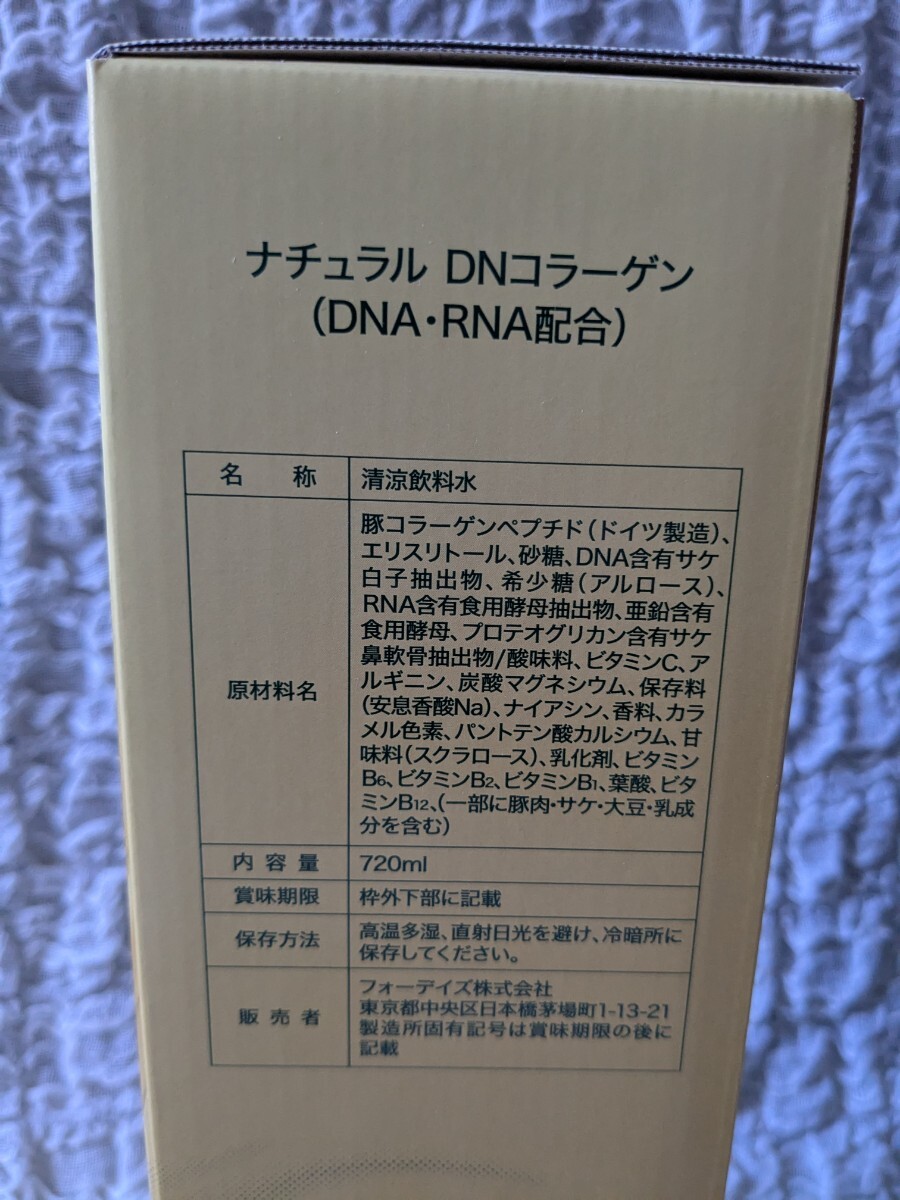 ナチュラル DNコラーゲン
(DNA・RNA配合)
名 称
清涼飲料水
原材料名
豚コラーゲンペプチド(ドイツ製造)、
エリスリトール、砂糖、DNA含有サケ
白子抽出物、希少糖(アルロース)、
RNA含有食用酵母抽出物、亜鉛含有
食用酵母、プロテオグリカン含有サケ
鼻軟骨抽出物/酸味料、ビタミンC、ア
ルギニン、炭酸マグネシウム、保存料
(安息香酸Na)、ナイアシン、香料、カラ
メル色素、パントテン酸カルシウム、甘
味料(スクラロース)、乳化剤、ビタミン
B6、ビタミンB2、ビタミンB1、葉酸、ビタ
ミンB12、(一部に豚肉・サケ・大豆・乳成
分を含む)
内容量
720ml
賞味期限
枠外下部に記載
保存方法
高温多湿、直射日光を避け、冷暗所に
保存してください。
販売者
フォーデイズ株式会社
東京都中央区日本橋茅場町1-13-21
製造所固有記号は賞味期限の後に
記載